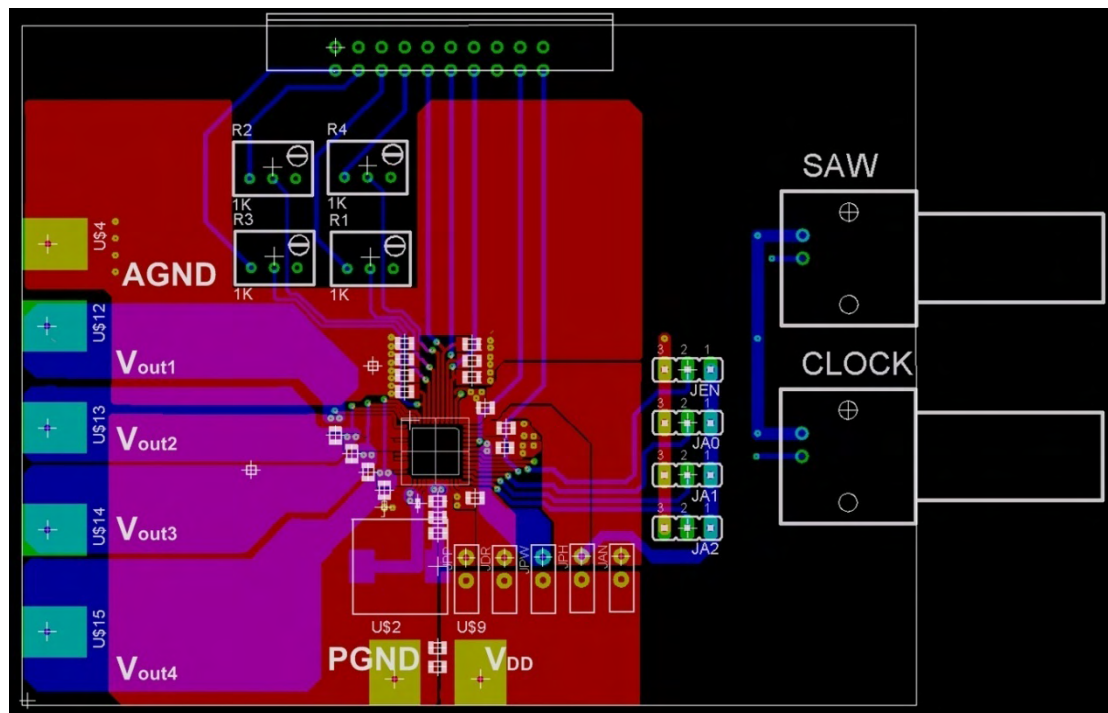 R2 R4
1K 1K
R3 R1
1K 1K
SAW
U$4
AGND
U$12
Vout1
CLOCK
3 2 1
JEN
U$13
Vout2
3 2 1
JA0
3 2 1
JA1
U$14
Vout3
3 2 1
JA2
JPP JDR JPW JPH JAN
U$15
Vout4
U$2 U$9
PGND VDD